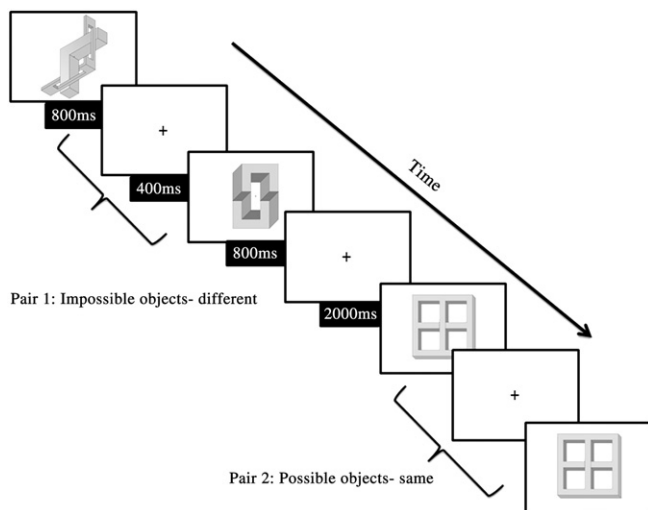 800ms
+
Time
400ms
800ms
+
Pair 1: Impossible objects- different
2000ms
+
Pair 2: Possible objects- same